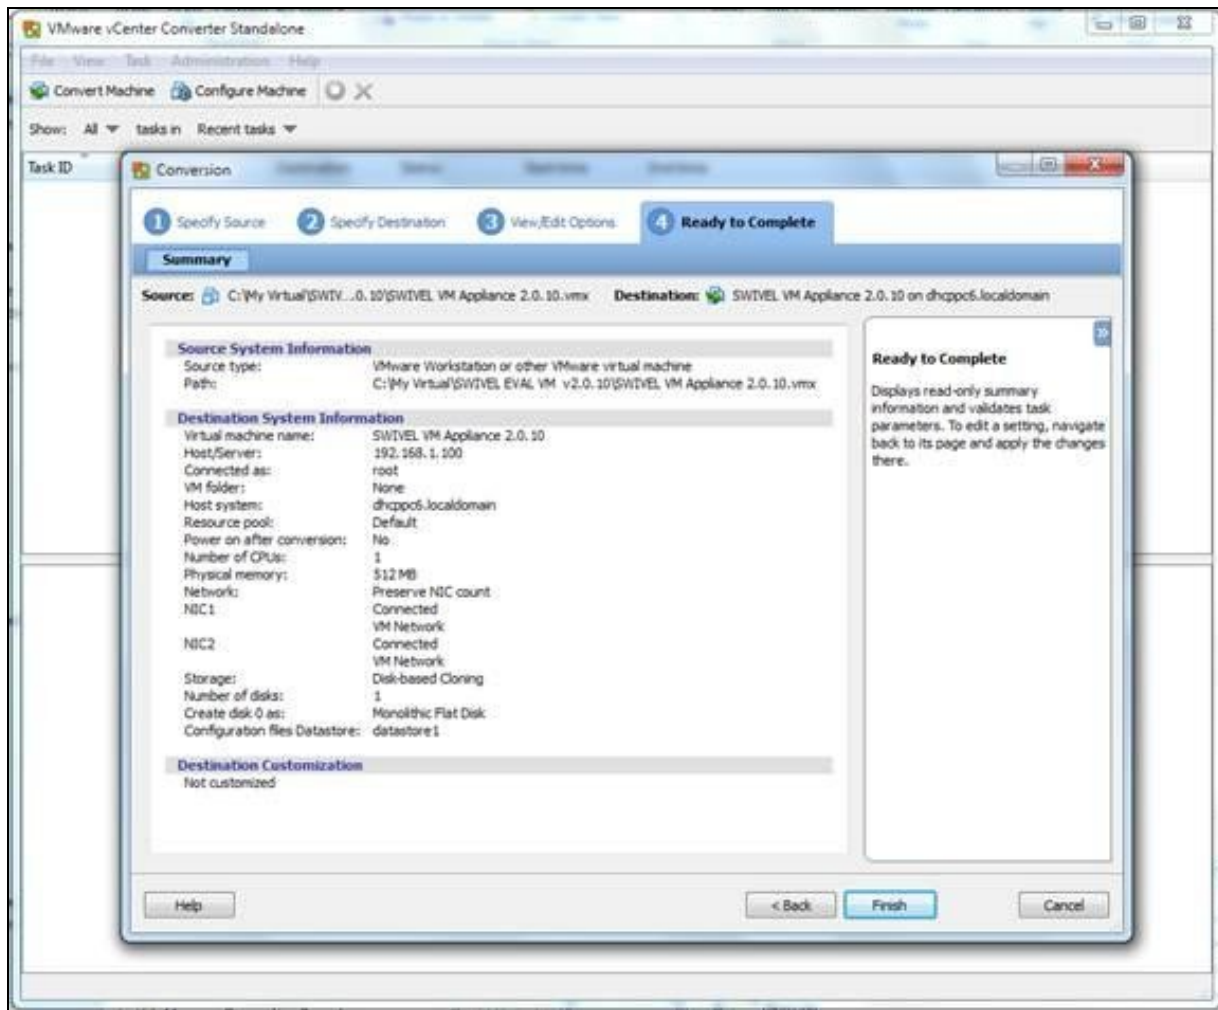 VMware vCenter Converter Standalone
File View Task Administration Help
Convert Machine Configure Machine
Show: All tasks in Recent tasks
Task ID
Conversion
1 Specify Source 2 Specify Destination 3 View/Edit Options 4 Ready to Complete
Summary
Source: C:\My Virtual\SWIV...0.10\SWIVEL VM Appliance 2.0.10.vmx Destination: SWIVEL VM Appliance 2.0.10 on dhcppc6.localdomain
Source System Information
Source type: VMware Workstation or other VMware virtual machine
Path: C:\My Virtual\SWIVEL EVAL VM v2.0.10\SWIVEL VM Appliance 2.0.10.vmx
Destination System Information
Virtual machine name: SWIVEL VM Appliance 2.0.10
Host/Server: 192.168.1.100
Connected as: root
VM folder: None
Host system: dhcppc6.localdomain
Resource pool: Default
Power on after conversion: No
Number of CPUs: 1
Physical memory: 512 MB
Network: Preserve NIC count
NIC1 Connected
VM Network
NIC2 Connected
VM Network
Storage: Disk-based Cloning
Number of disks: 1
Create disk 0 as: Monolithic Flat Disk
Configuration files Datastore: datastore1
Destination Customization
Not customized
Ready to Complete
Displays read-only summary
information and validates task
parameters. To edit a setting, navigate
back to its page and apply the changes
there.
Help < Back Finish Cancel